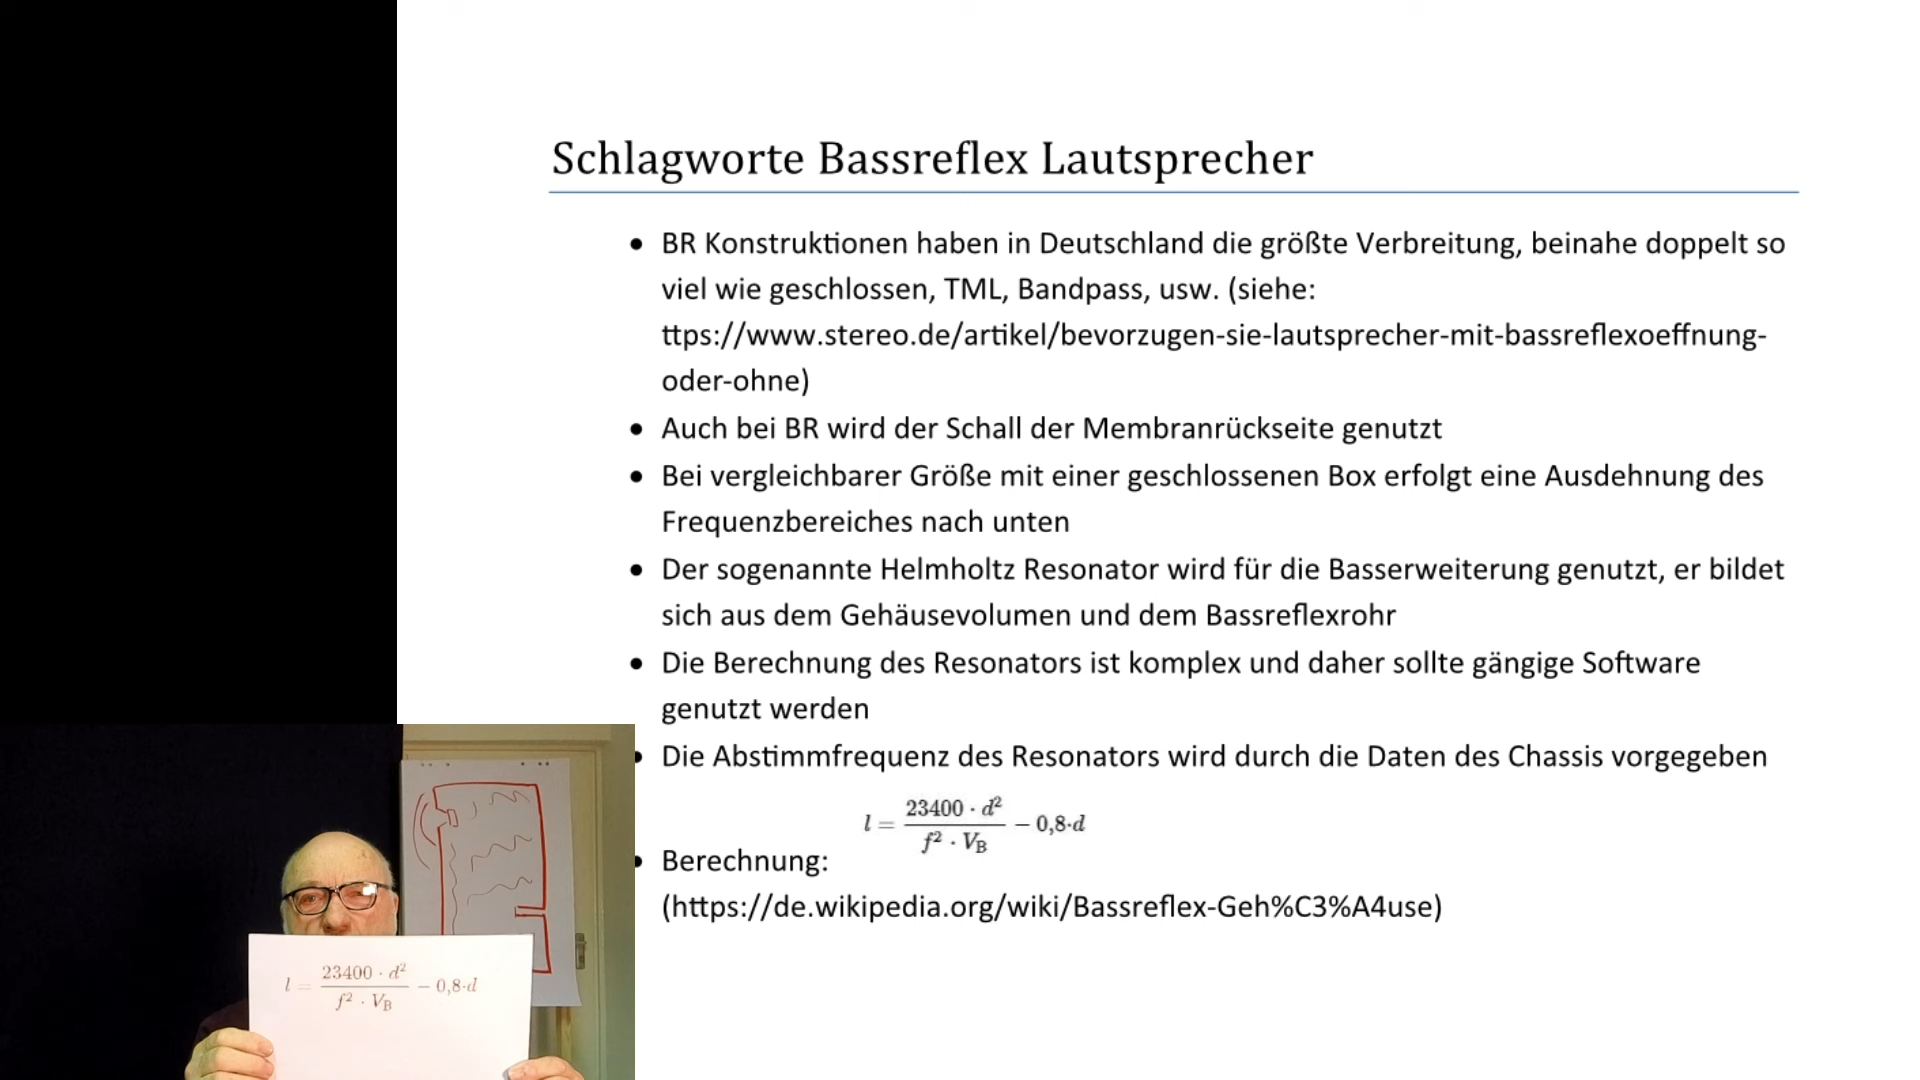 Schlagworte Bassreflex Lautsprecher
• BR Konstruktionen haben in Deutschland die größte Verbreitung, beinahe doppelt so
viel wie geschlossen, TML, Bandpass, usw. (siehe:
ttps://www.stereo.de/artikel/bevorzugen-sie-lautsprecher-mit-bassreflexoeffnung-
oder-ohne)
• Auch bei BR wird der Schall der Membranrückseite genutzt
• Bei vergleichbarer Größe mit einer geschlossenen Box erfolgt eine Ausdehnung des
Frequenzbereiches nach unten
• Der sogenannte Helmholtz Resonator wird für die Basserweiterung genutzt, er bildet
sich aus dem Gehäusevolumen und dem Bassreflexrohr
• Die Berechnung des Resonators ist komplex und daher sollte gängige Software
genutzt werden
• Die Abstimmfrequenz des Resonators wird durch die Daten des Chassis vorgegeben
l = 23400 · d² / f² · V_B − 0,8·d
• Berechnung:
(https://de.wikipedia.org/wiki/Bassreflex-Geh%C3%A4use)
l = 23400 · d² / f² · V_B − 0,8·d